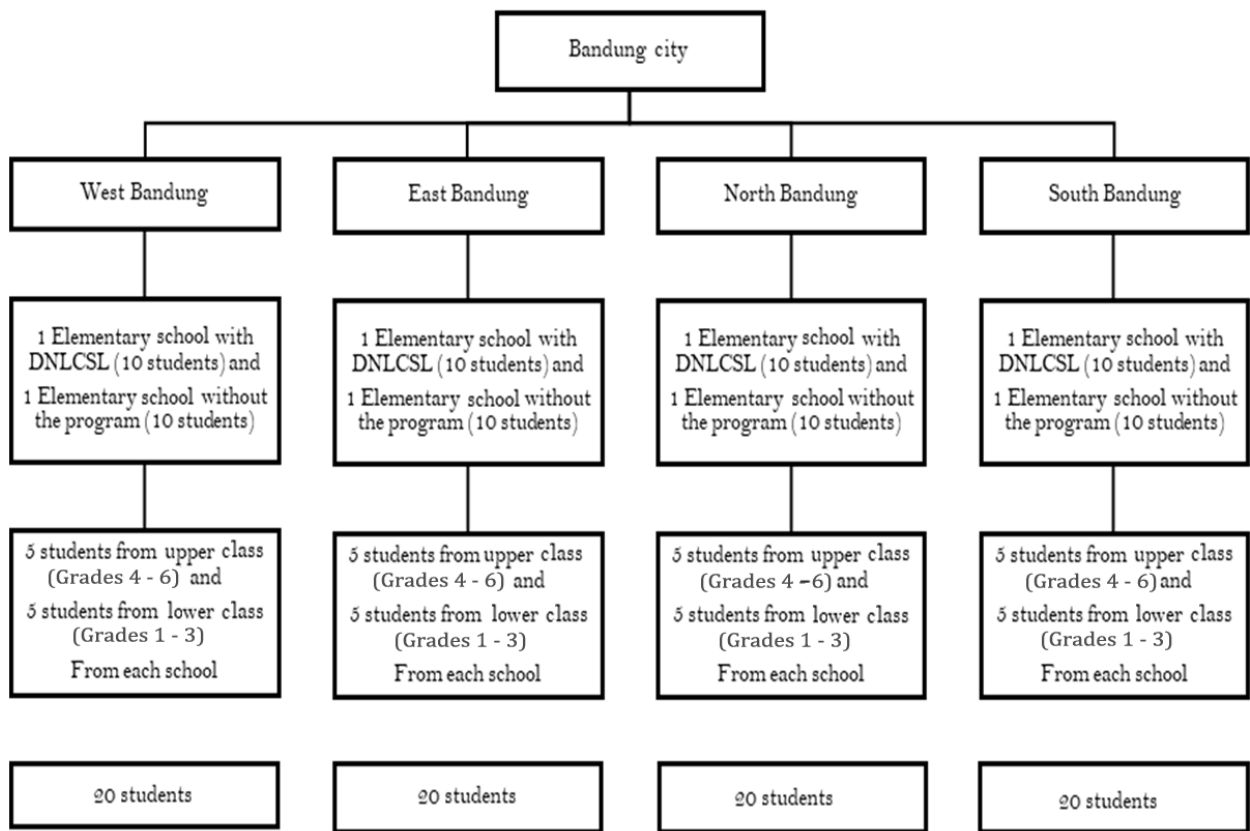 Bandung city
West Bandung
East Bandung
North Bandung
South Bandung
1 Elementary school with
DNLCSL (10 students) and
1 Elementary school without
the program (10 students)
1 Elementary school with
DNLCSL (10 students) and
1 Elementary school without
the program (10 students)
1 Elementary school with
DNLCSL (10 students) and
1 Elementary school without
the program (10 students)
1 Elementary school with
DNLCSL (10 students) and
1 Elementary school without
the program (10 students)
5 students from upper class
(Grades 4 - 6) and
5 students from lower class
(Grades 1 - 3)
From each school
5 students from upper class
(Grades 4 - 6) and
5 students from lower class
(Grades 1 - 3)
From each school
5 students from upper class
(Grades 4 - 6) and
5 students from lower class
(Grades 1 - 3)
From each school
5 students from upper class
(Grades 4 - 6) and
5 students from lower class
(Grades 1 - 3)
From each school
20 students
20 students
20 students
20 students